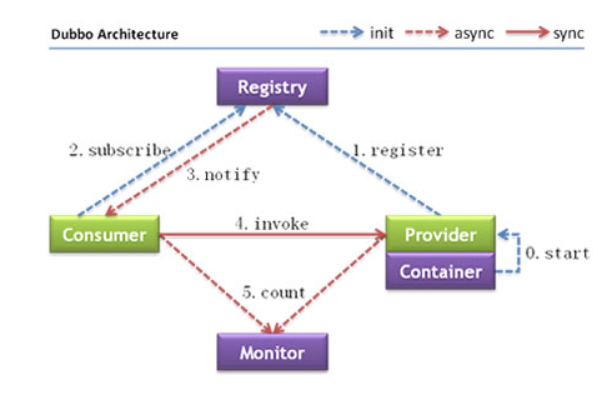 Dubbo Architecture
init
async
sync
Registry
2. subscribe
1. register
3. notify
Consumer
4. invoke
Provider
Container
0. start
5. count
Monitor